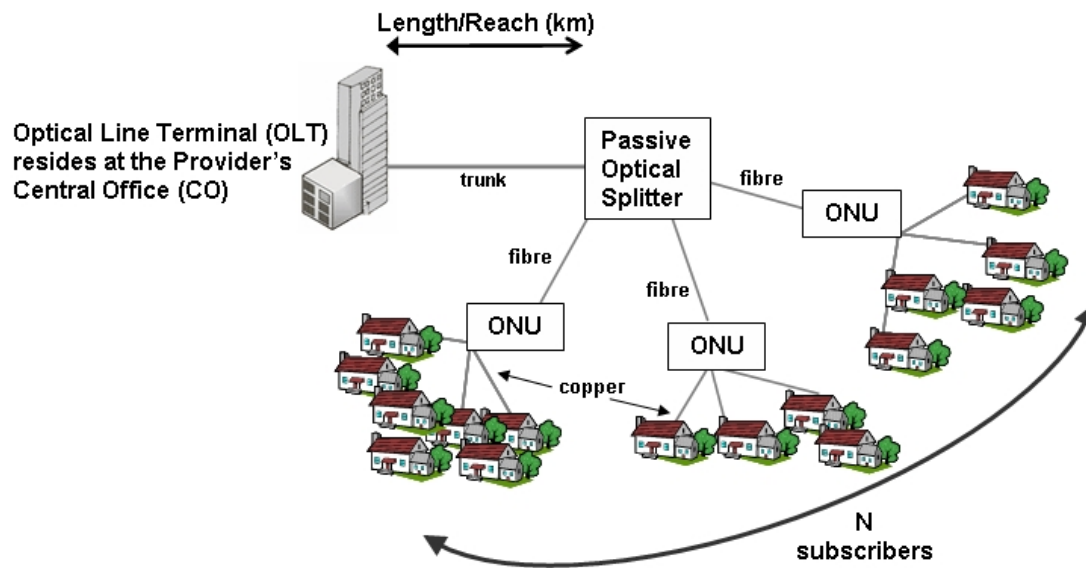 Length/Reach (km)
Optical Line Terminal (OLT)
resides at the Provider's
Central Office (CO)
trunk
Passive
Optical
Splitter
fibre
ONU
fibre
fibre
ONU
ONU
copper
N
subscribers